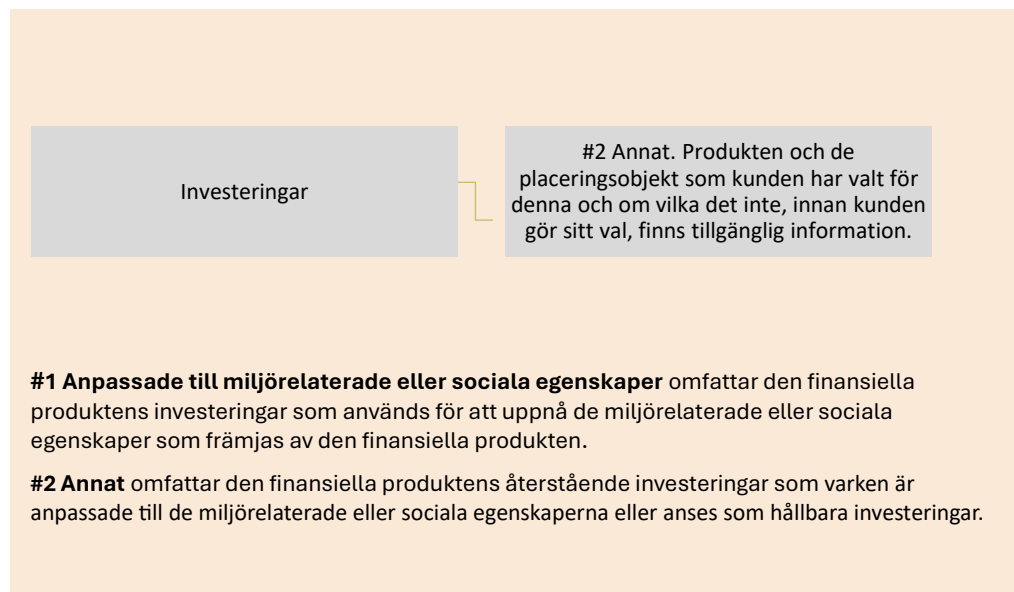 Investeringar
#2 Annat. Produkten och de
placeringsobjekt som kunden har valt för
denna och om vilka det inte, innan kunden
gör sitt val, finns tillgänglig information.
#1 Anpassade till miljörelaterade eller sociala egenskaper omfattar den finansiella
produktens investeringar som används för att uppnå de miljörelaterade eller sociala
egenskaper som främjas av den finansiella produkten.
#2 Annat omfattar den finansiella produktens återstående investeringar som varken är
anpassade till de miljörelaterade eller sociala egenskaperna eller anses som hållbara investeringar.